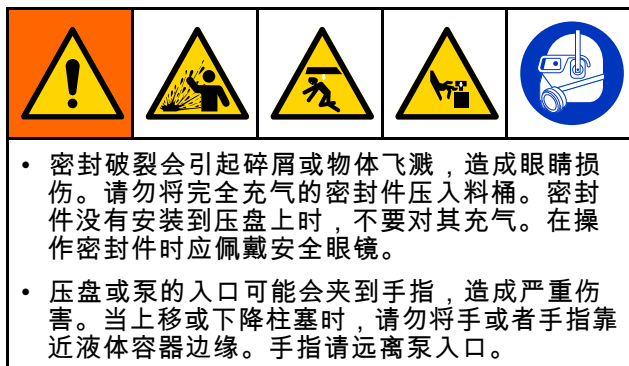 • 密封破裂会引起碎屑或物体飞溅，造成眼睛损
伤。请勿将完全充气的密封件压入料桶。密封
件没有安装到压盘上时，不要对其充气。在操
作密封件时应佩戴安全眼镜。
• 压盘或泵的入口可能会夹到手指，造成严重伤
害。当上移或下降柱塞时，请勿将手或者手指靠
近液体容器边缘。手指请远离泵入口。